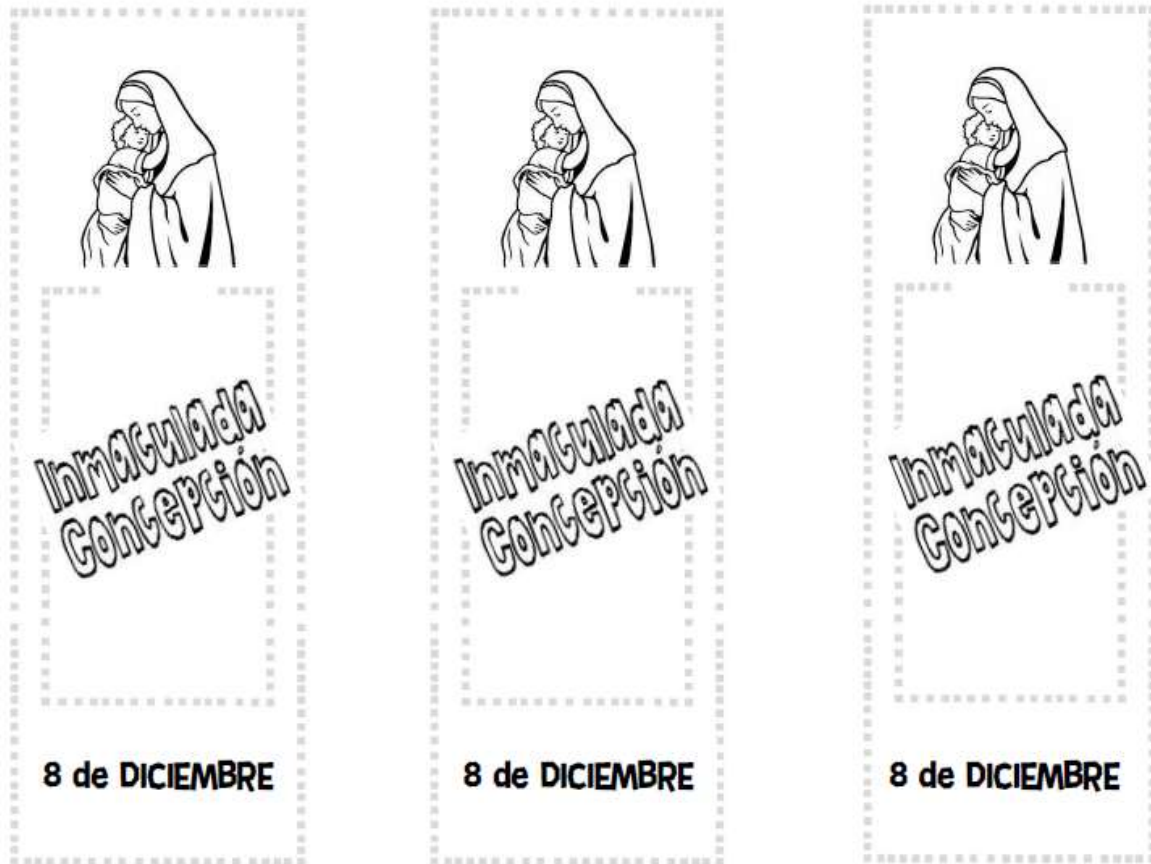 Inmaculada
Concepción
8 de DICIEMBRE
Inmaculada
Concepción
8 de DICIEMBRE
Inmaculada
Concepción
8 de DICIEMBRE